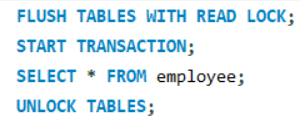 FLUSH TABLES WITH READ LOCK;
START TRANSACTION;
SELECT * FROM employee;
UNLOCK TABLES;